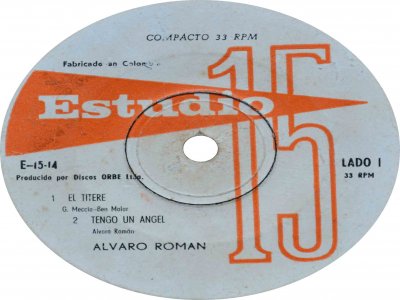 COMPACTO 33 RPM
Fabricado en Colombia
Estudio 15
E-15-14
LADO 1
Producido por Discos ORBE Ltda.
33 RPM
1 EL TITERE
G. Meccia-Ben Molar
2 TENGO UN ANGEL
Alvaro Román
ALVARO ROMAN